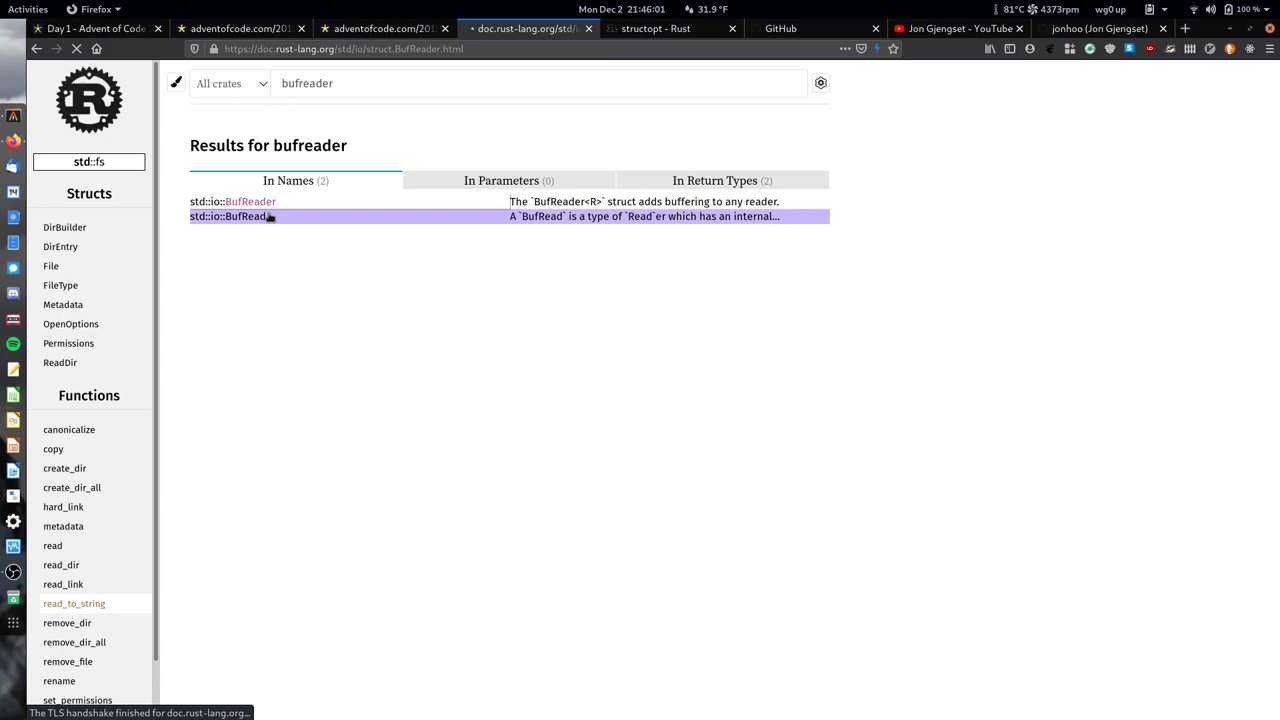 Activities
Firefox
Mon Dec 2 21:46:01
31.9 °F
81°C
4373rpm
wg0 up
100 %
Day 1 - Advent of Code
adventofcode.com/201
adventofcode.com/201
doc.rust-lang.org/std/i
structopt - Rust
GitHub
Jon Gjengset - YouTube
jonhoo (Jon Gjengset)
https://doc.rust-lang.org/std/io/struct.BufReader.html
All crates
bufreader
std::fs
Results for bufreader
In Names (2)
In Parameters (0)
In Return Types (2)
std::io::BufReader
The `BufReader<R>` struct adds buffering to any reader.
std::io::BufRead
A `BufRead` is a type of `Read`er which has an internal...
Structs
DirBuilder
DirEntry
File
FileType
Metadata
OpenOptions
Permissions
ReadDir
Functions
canonicalize
copy
create_dir
create_dir_all
hard_link
metadata
read
read_dir
read_link
read_to_string
remove_dir
remove_dir_all
remove_file
rename
set_permissions
The TLS handshake finished for doc.rust-lang.org...